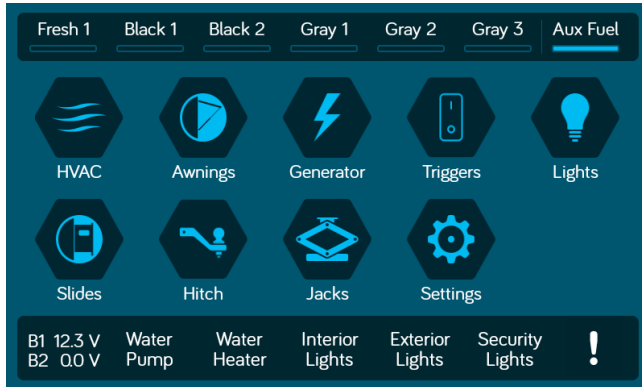 Fresh 1 Black 1 Black 2 Gray 1 Gray 2 Gray 3 Aux Fuel
HVAC Awnings Generator Triggers Lights
Slides Hitch Jacks Settings
B1 12.3 V Water Water Interior Exterior Security !
B2 0.0 V Pump Heater Lights Lights Lights